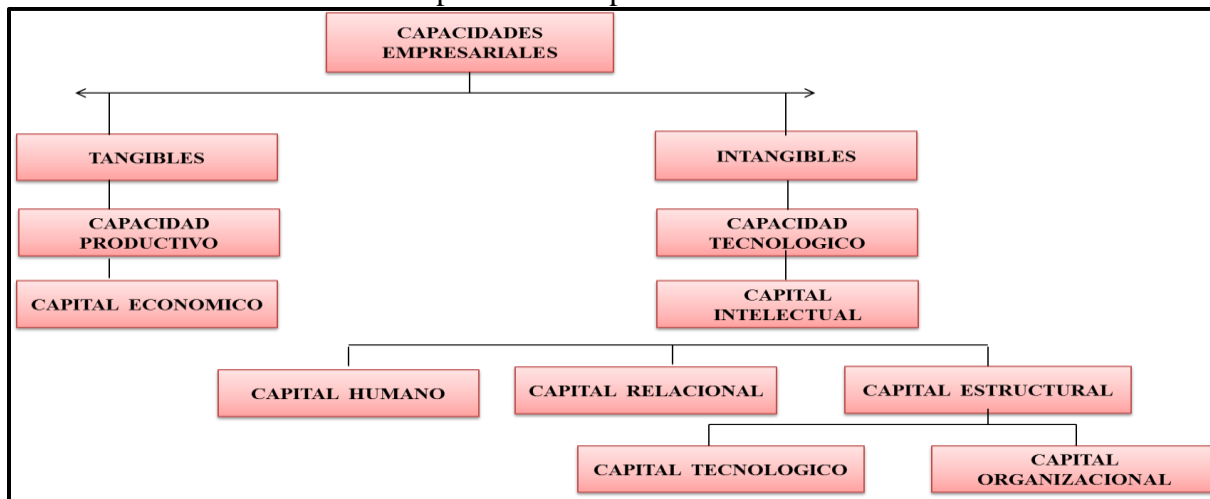 CAPACIDADES
EMPRESARIALES
TANGIBLES
INTANGIBLES
CAPACIDAD
PRODUCTIVO
CAPACIDAD
TECNOLOGICO
CAPITAL ECONOMICO
CAPITAL
INTELECTUAL
CAPITAL HUMANO
CAPITAL RELACIONAL
CAPITAL ESTRUCTURAL
CAPITAL TECNOLOGICO
CAPITAL
ORGANIZACIONAL